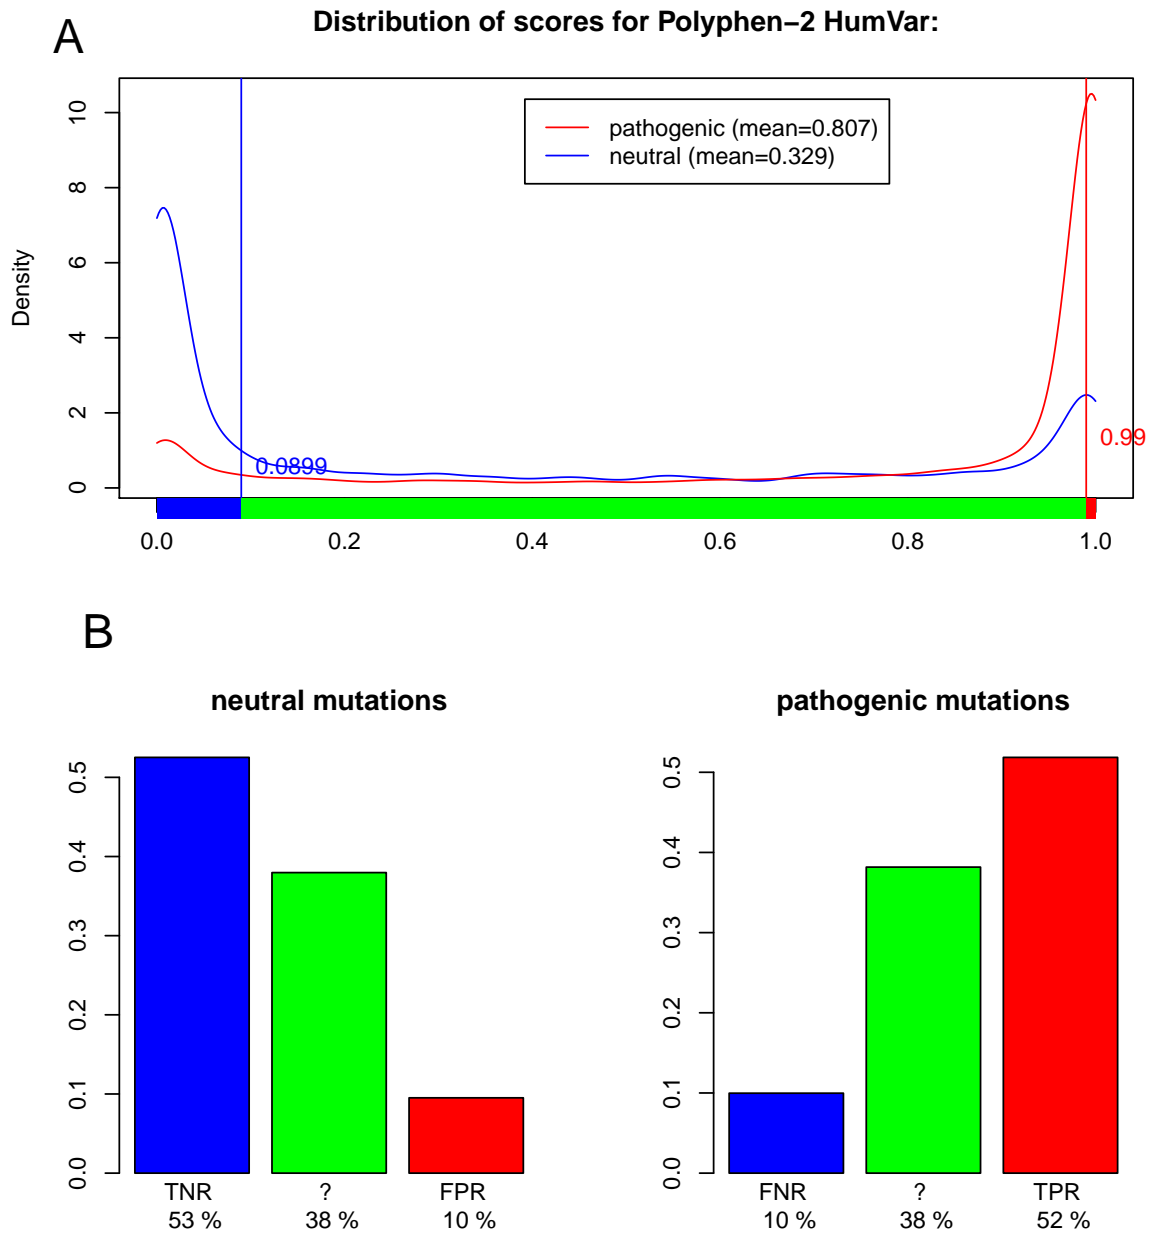 A
Distribution of scores for Polyphen−2 HumVar:
pathogenic (mean=0.807)
neutral (mean=0.329)
Density
10
8
6
4
2
0
0.0899
0.99
0.0 0.2 0.4 0.6 0.8 1.0
B
neutral mutations
0.5
0.4
0.3
0.2
0.1
0.0
TNR ? FPR
53 % 38 % 10 %
pathogenic mutations
0.5
0.4
0.3
0.2
0.1
0.0
FNR ? TPR
10 % 38 % 52 %